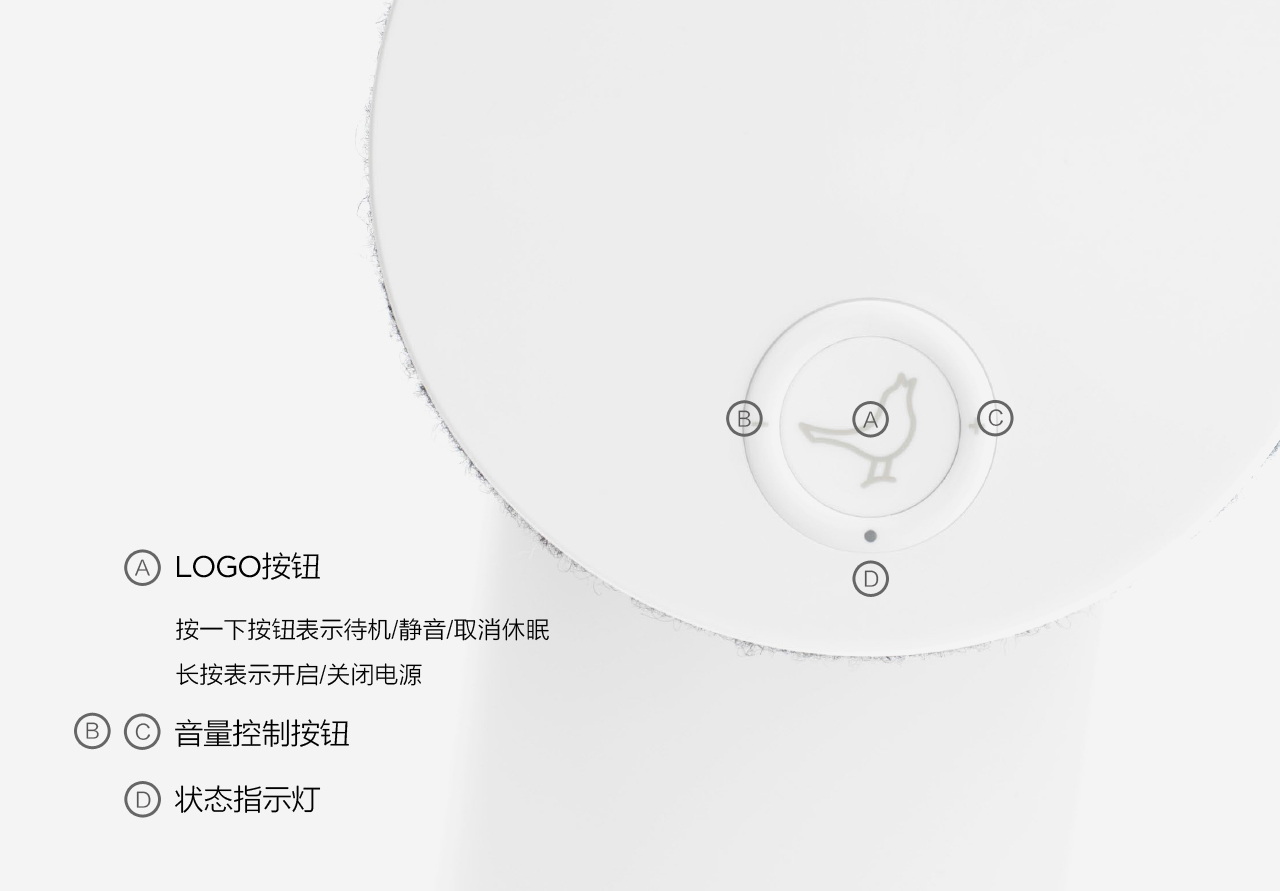 B
A
C
D
A LOGO按钮
按一下按钮表示待机/静音/取消休眠
长按表示开启/关闭电源
B C 音量控制按钮
D 状态指示灯